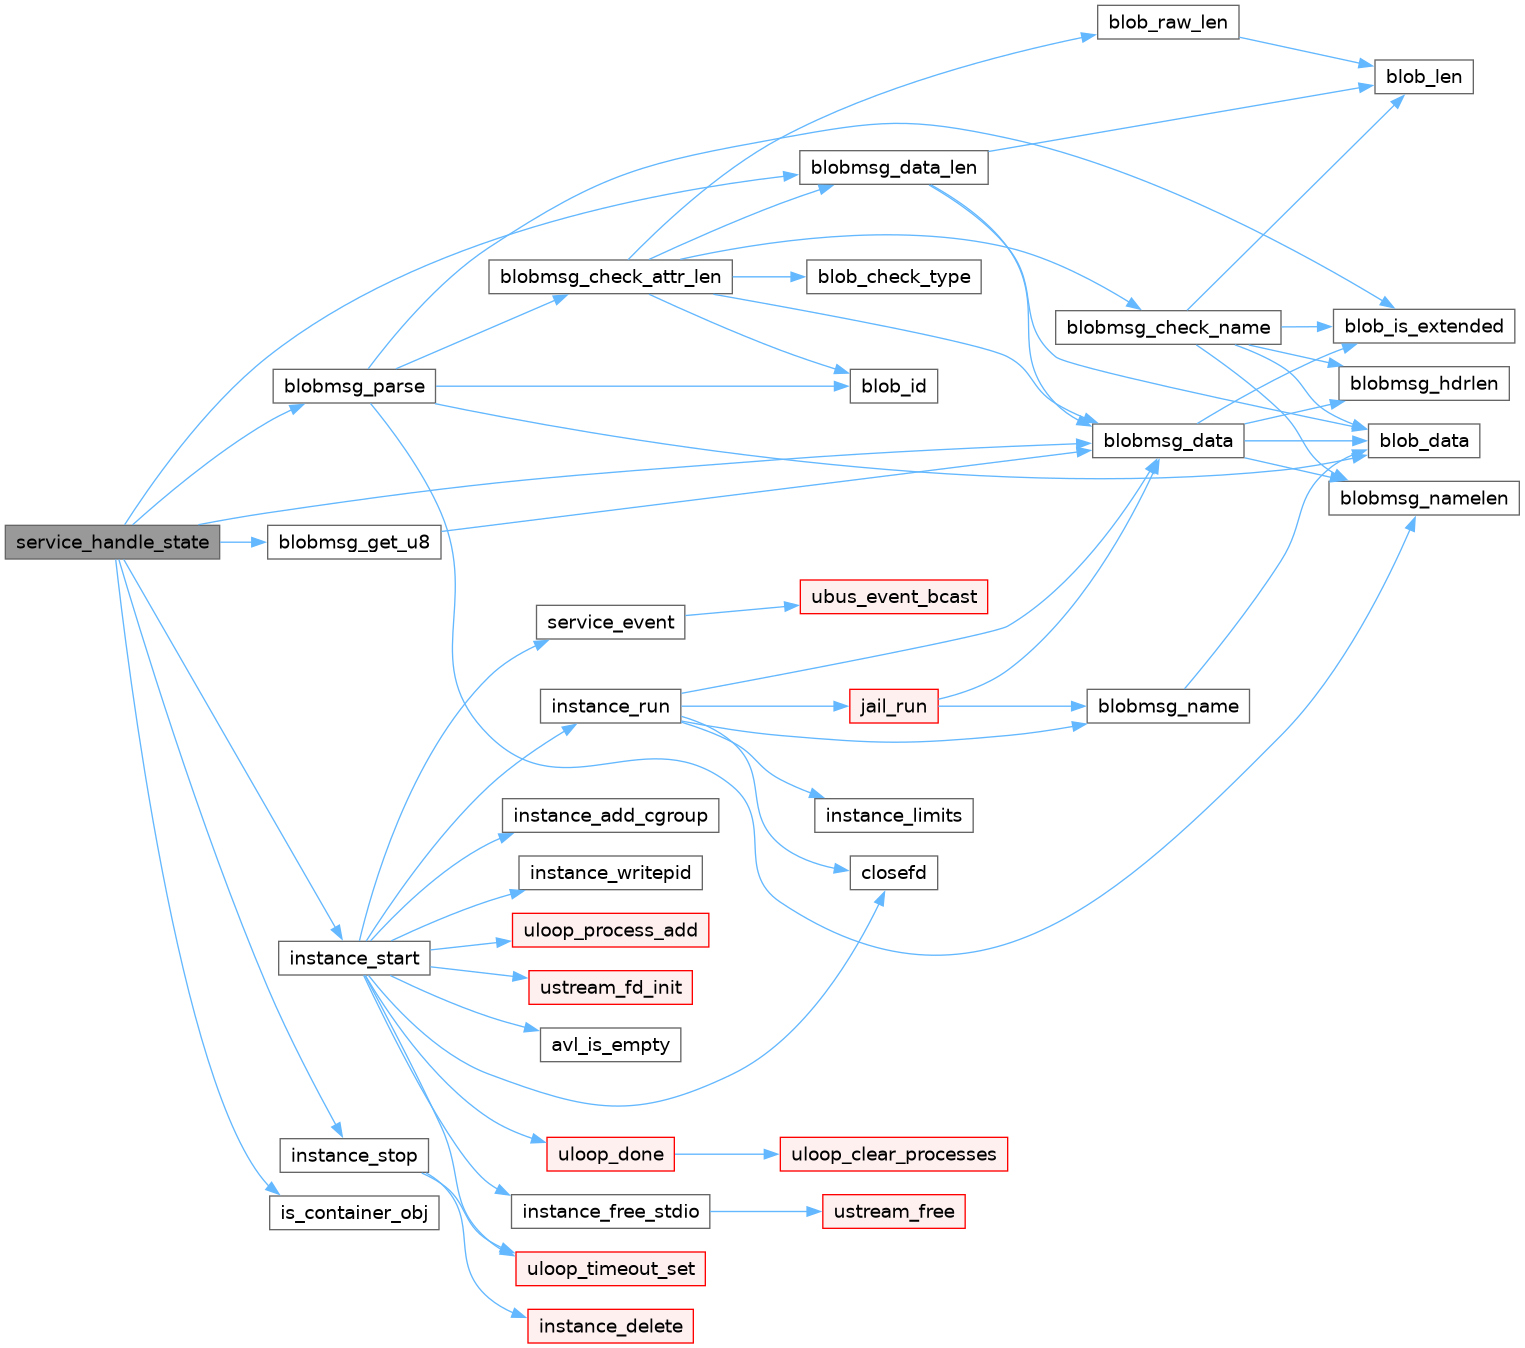 blob_raw_len
blob_len
blobmsg_data_len
blobmsg_check_attr_len
blob_check_type
blobmsg_check_name
blob_is_extended
blobmsg_parse
blob_id
blobmsg_hdrlen
blobmsg_data
blob_data
blobmsg_namelen
service_handle_state
blobmsg_get_u8
ubus_event_bcast
service_event
instance_run
jail_run
blobmsg_name
instance_add_cgroup
instance_limits
instance_writepid
closefd
uloop_process_add
instance_start
ustream_fd_init
avl_is_empty
instance_stop
uloop_done
uloop_clear_processes
is_container_obj
instance_free_stdio
ustream_free
uloop_timeout_set
instance_delete